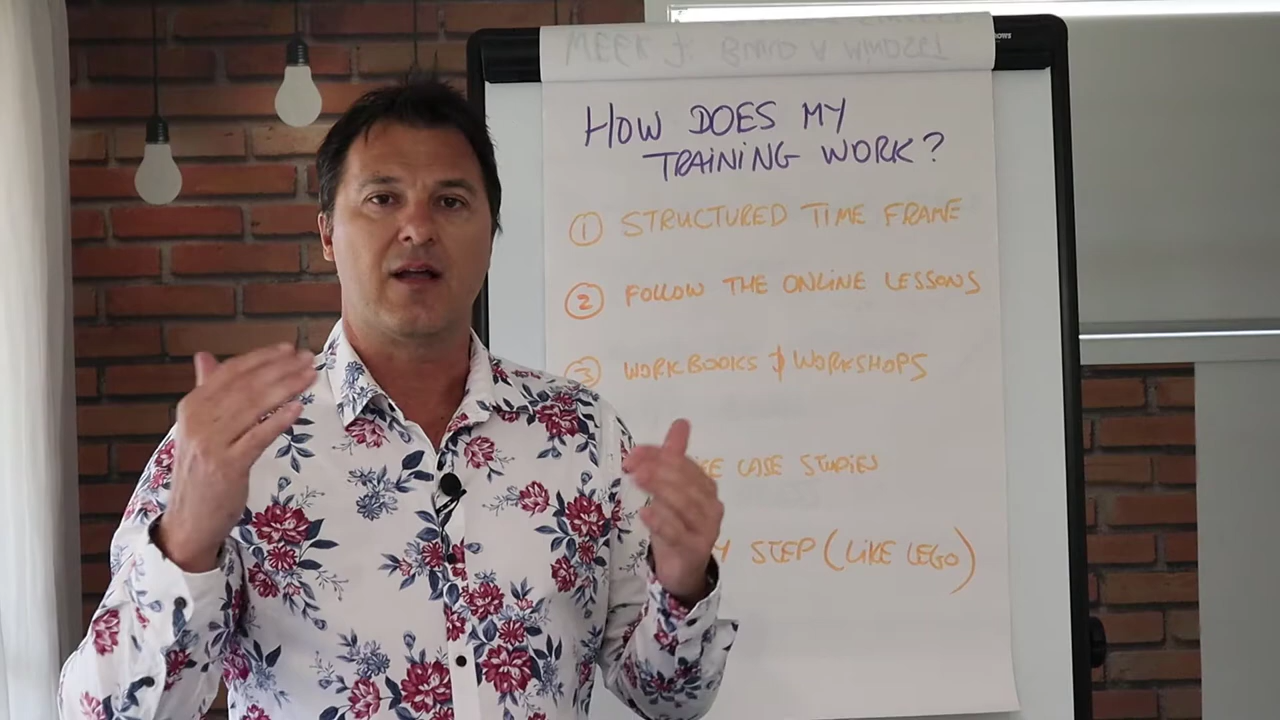 HOW DOES MY
TRAINING WORK?
1 STRUCTURED TIME FRAME
2 FOLLOW THE ONLINE LESSONS
3 WORKBOOKS & WORKSHOPS
CASE STUDIES
STEP (LIKE LEGO)